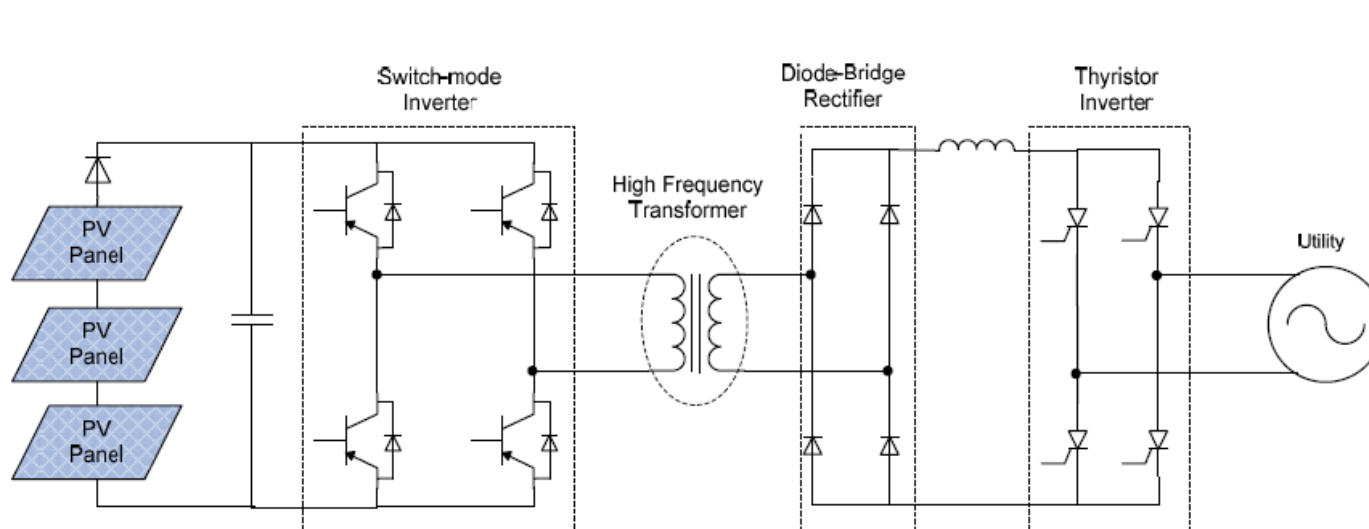 Switch-mode
Inverter
Diode-Bridge
Rectifier
Thyristor
Inverter
High Frequency
Transformer
PV
Panel
PV
Panel
PV
Panel
Utility